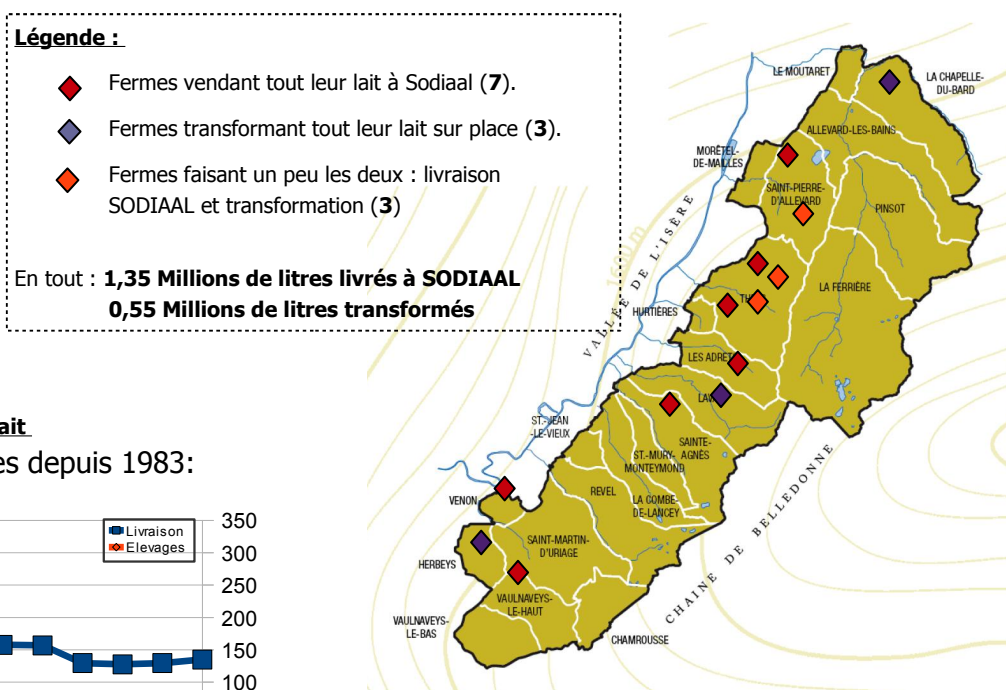 Légende :
Fermes vendant tout leur lait à Sodiaal (7).
Fermes transformant tout leur lait sur place (3).
Fermes faisant un peu les deux : livraison
SODIAAL et transformation (3)
En tout : 1,35 Millions de litres livrés à SODIAAL
0,55 Millions de litres transformés
LE MOUTARET
LA CHAPELLE-
DU-BARD
ALLEVARD-LES-BAINS
MORÊTEL-
DE-MAILLES
SAINT-PIERRE-
D'ALLEVARD
PINSOT
1600 m
VALLÉE DE L'ISÈRE
LA FERRIÈRE
HURTIÈRES
LES ADRET
ST.-JEAN
-LE-VIEUX
SAINTE-
AGNÈS
ST.-MURY-
MONTEYMOND
REVEL
LA COMBE-
DE-LANCEY
VENON
SAINT-MARTIN-
D'URIAGE
HERBEYS
VAULNAVEYS-
LE-HAUT
VAULNAVEYS-
LE-BAS
CHAMROUSSE
CHAINE DE BELLEDONNE
ait
es depuis 1983:
Livraison
Elevages
350
300
250
200
150
100